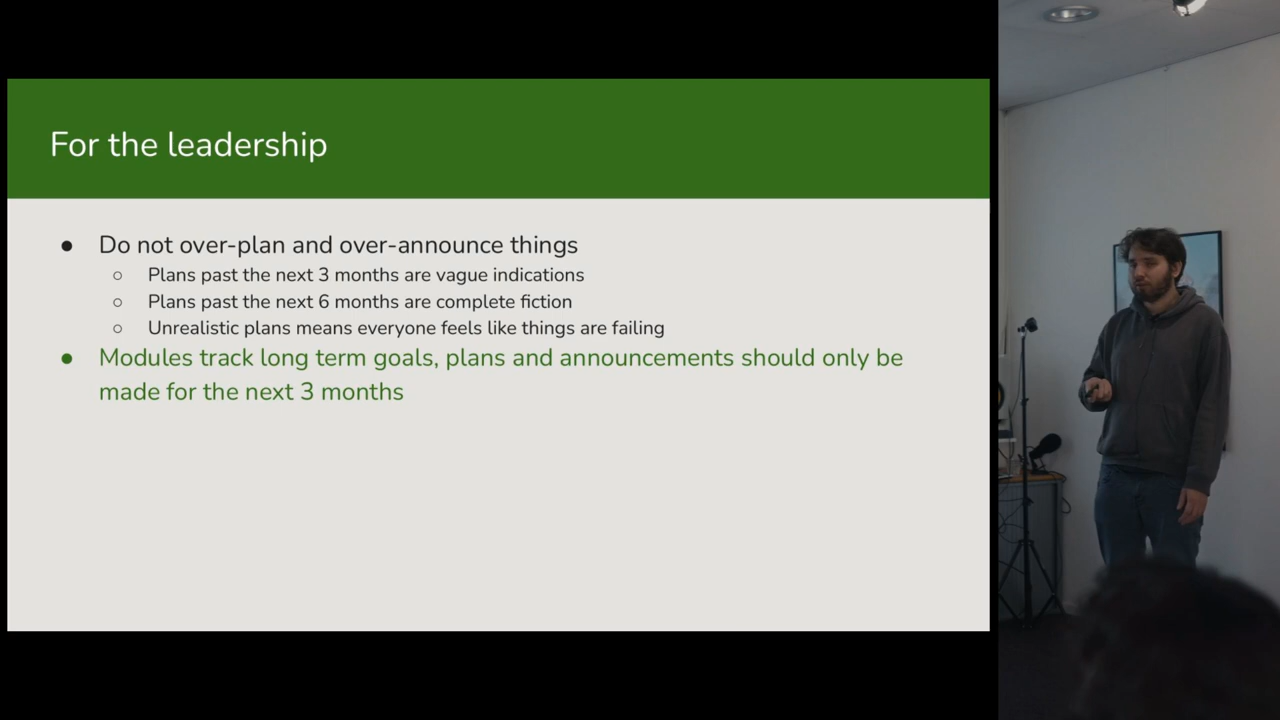 For the leadership
● Do not over-plan and over-announce things
○ Plans past the next 3 months are vague indications
○ Plans past the next 6 months are complete fiction
○ Unrealistic plans means everyone feels like things are failing
● Modules track long term goals, plans and announcements should only be
made for the next 3 months